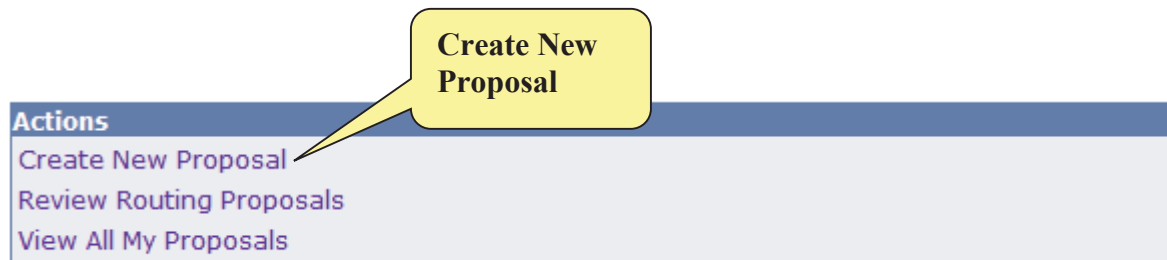 Create New
Proposal
Actions
Create New Proposal
Review Routing Proposals
View All My Proposals